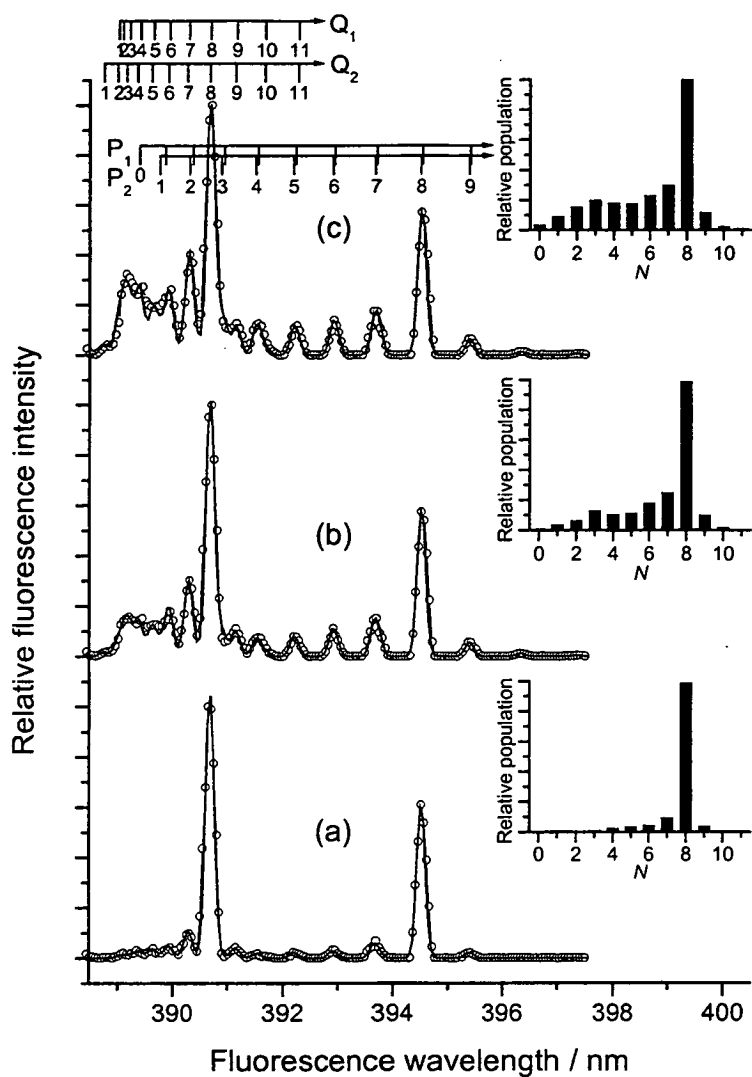 Q₁
1 2 3 4 5 6 7 8 9 10 11
Q₂
1 2 3 4 5 6 7 8 9 10 11
P₁
P₂ 0 1 2 3 4 5 6 7 8 9
(c)
Relative population
0 2 4 6 8 10
N
(b)
Relative population
0 2 4 6 8 10
N
(a)
Relative population
0 2 4 6 8 10
N
Relative fluorescence intensity
390 392 394 396 398 400
Fluorescence wavelength / nm